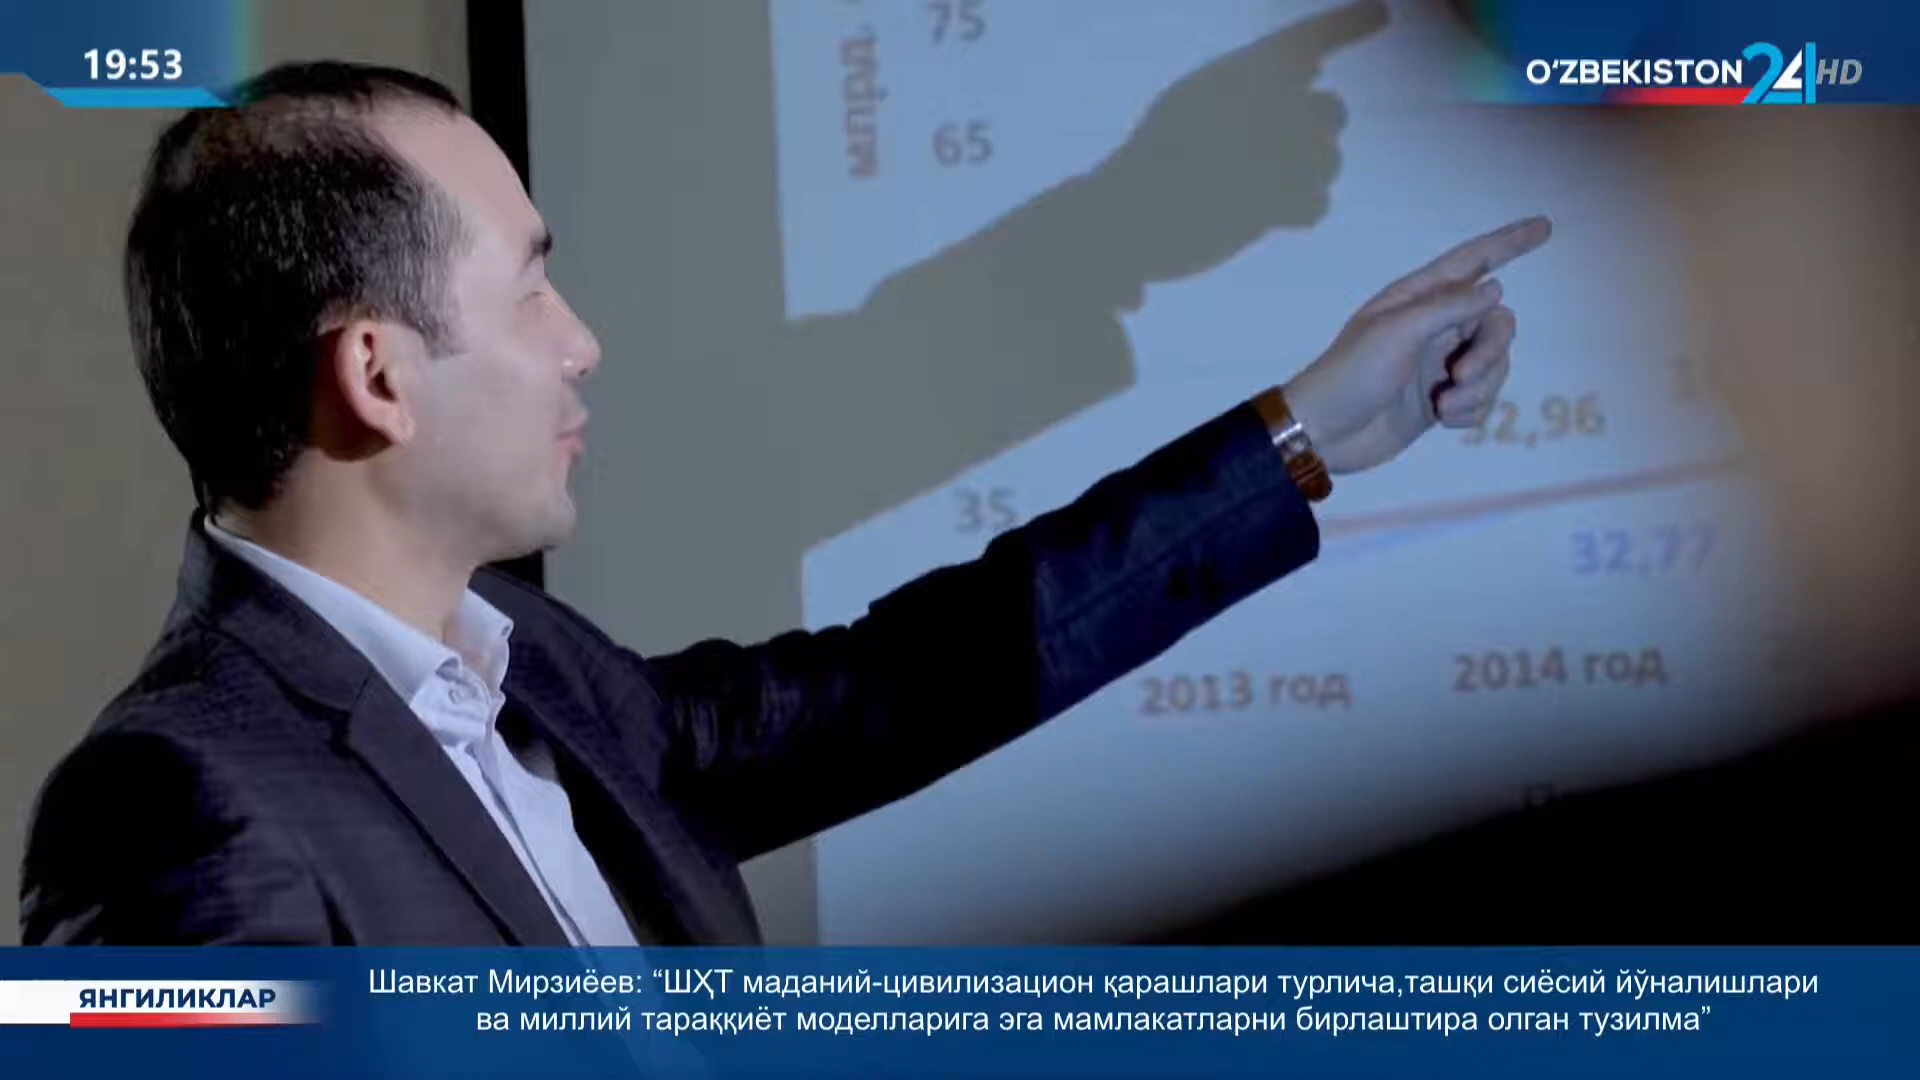 19:53
O‘ZBEKISTON 24 HD
млрд.
75
65
35
32,96
32,77
2013 год
2014 год
ЯНГИЛИКЛАР
Шавкат Мирзиёев: “ШҲТ маданий-цивилизацион қарашлари турлича,ташқи сиёсий йўналишлари
ва миллий тараққиёт моделларига эга мамлакатларни бирлаштира олган тузилма”